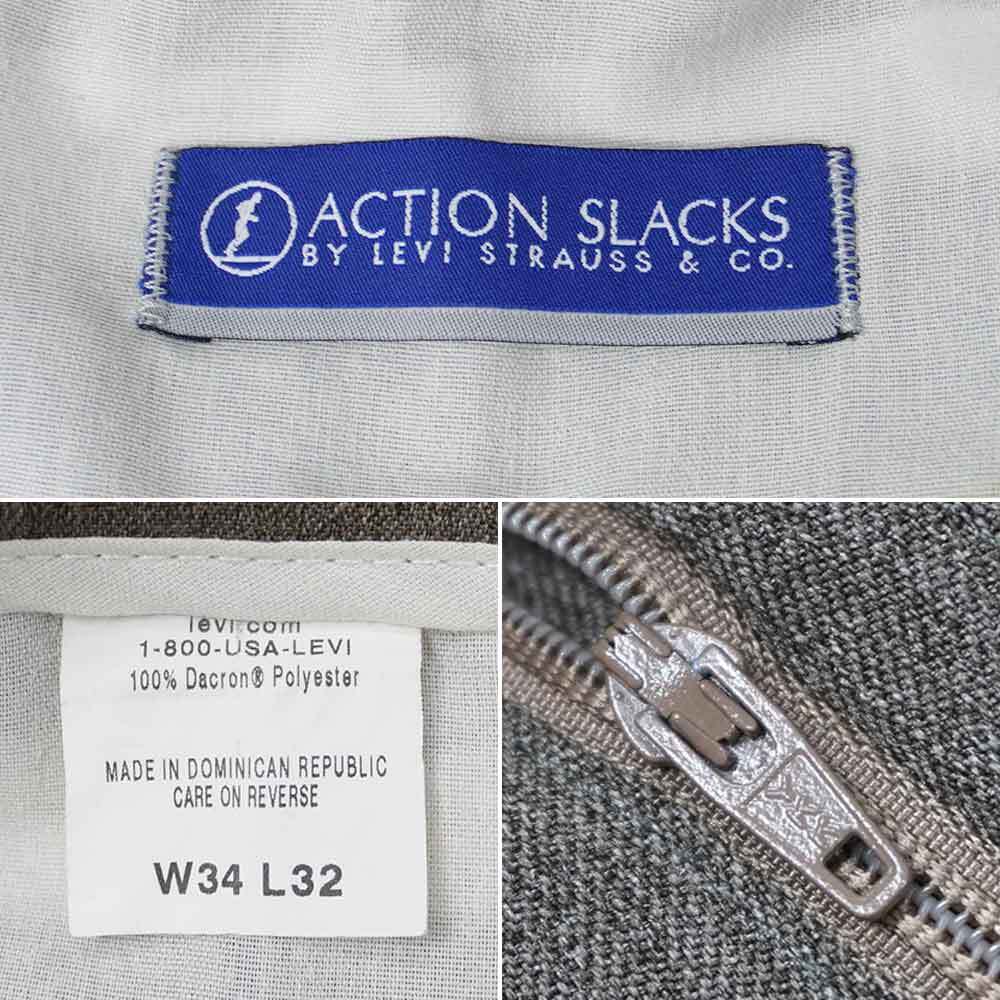 ACTION SLACKS
BY LEVI STRAUSS & CO.
levi.com
1-800-USA-LEVI
100% Dacron® Polyester
MADE IN DOMINICAN REPUBLIC
CARE ON REVERSE
W34 L32
YKK